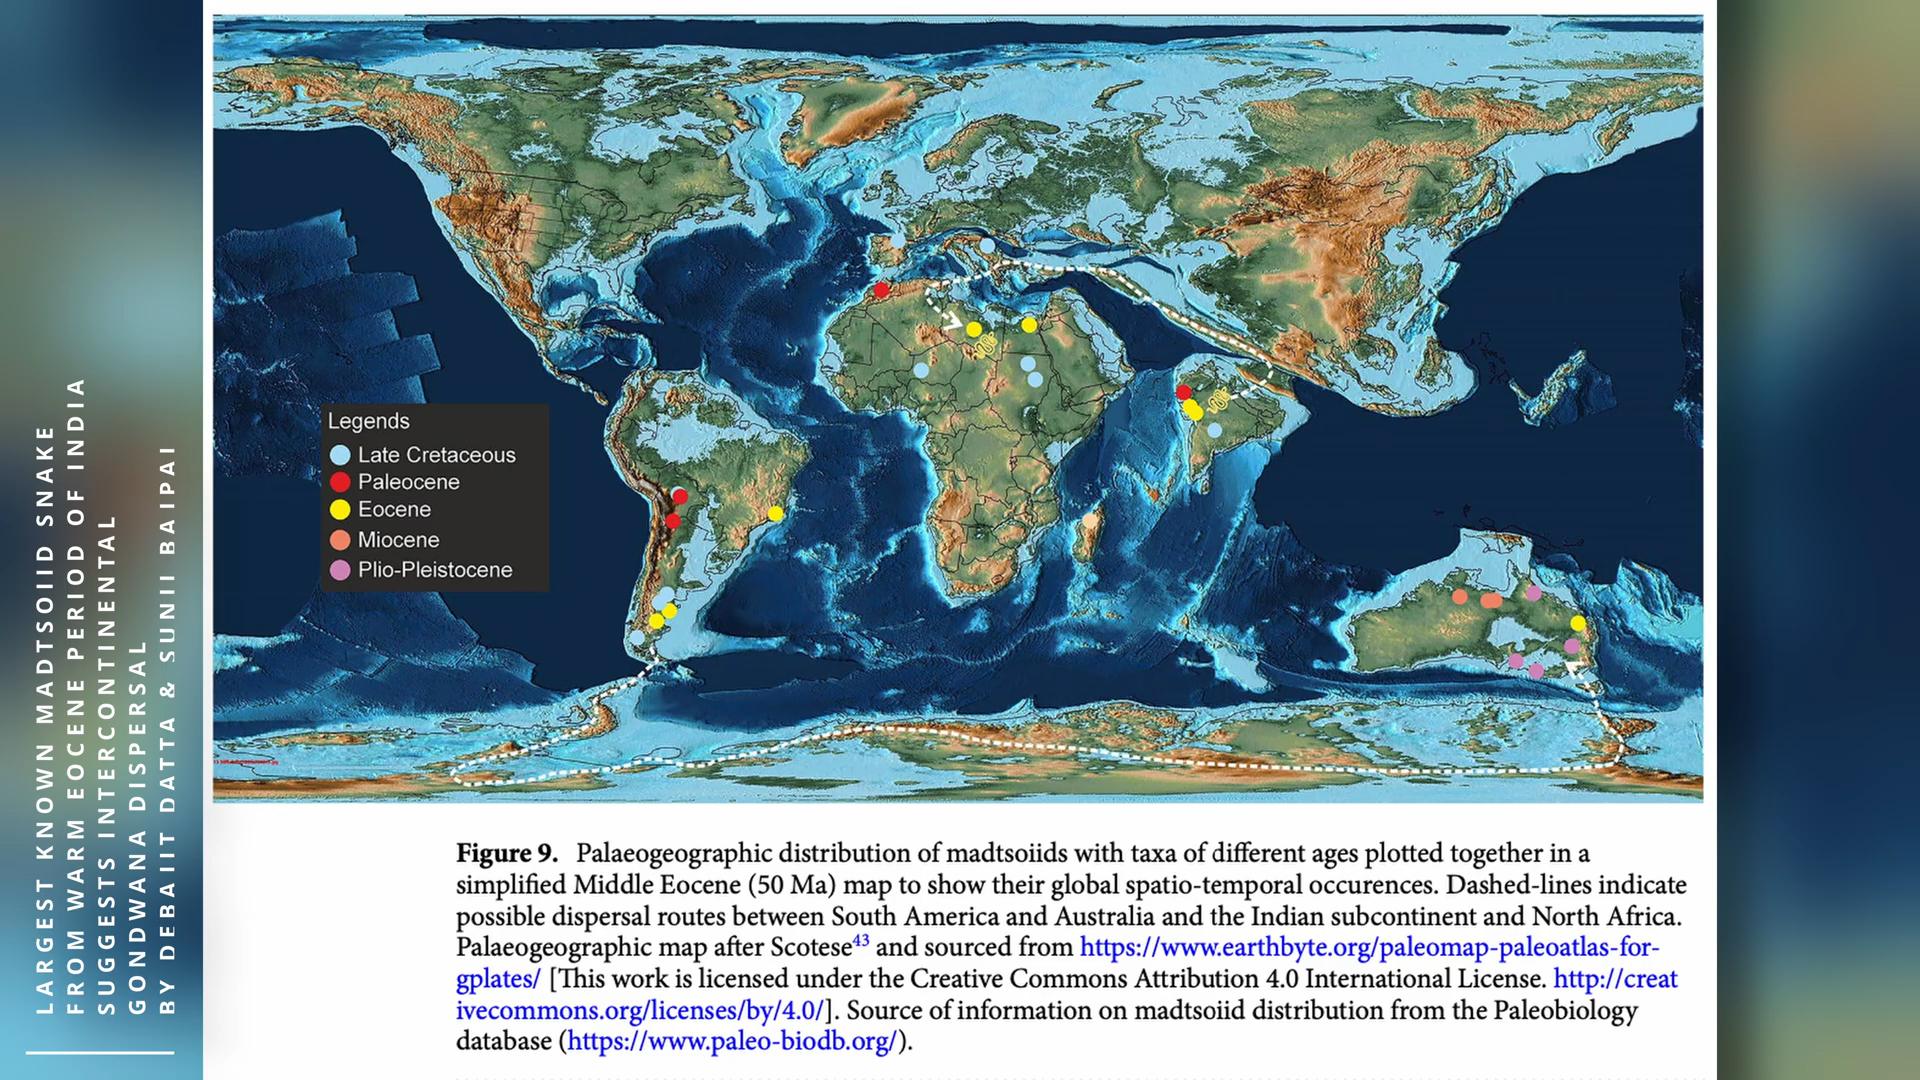 LARGEST KNOWN MADTSOIID SNAKE
FROM WARM EOCENE PERIOD OF INDIA
SUGGESTS INTERCONTINENTAL
GONDWANA DISPERSAL
BY DEBAIIT DATTA & SUNII BAIPAI
Legends
Late Cretaceous
Paleocene
Eocene
Miocene
Plio-Pleistocene
Figure 9. Palaeogeographic distribution of madtsoiids with taxa of different ages plotted together in a
simplified Middle Eocene (50 Ma) map to show their global spatio-temporal occurences. Dashed-lines indicate
possible dispersal routes between South America and Australia and the Indian subcontinent and North Africa.
Palaeogeographic map after Scotese43 and sourced from https://www.earthbyte.org/paleomap-paleoatlas-for-
gplates/ [This work is licensed under the Creative Commons Attribution 4.0 International License. http://creat
ivecommons.org/licenses/by/4.0/]. Source of information on madtsoiid distribution from the Paleobiology
database (https://www.paleo-biodb.org/).